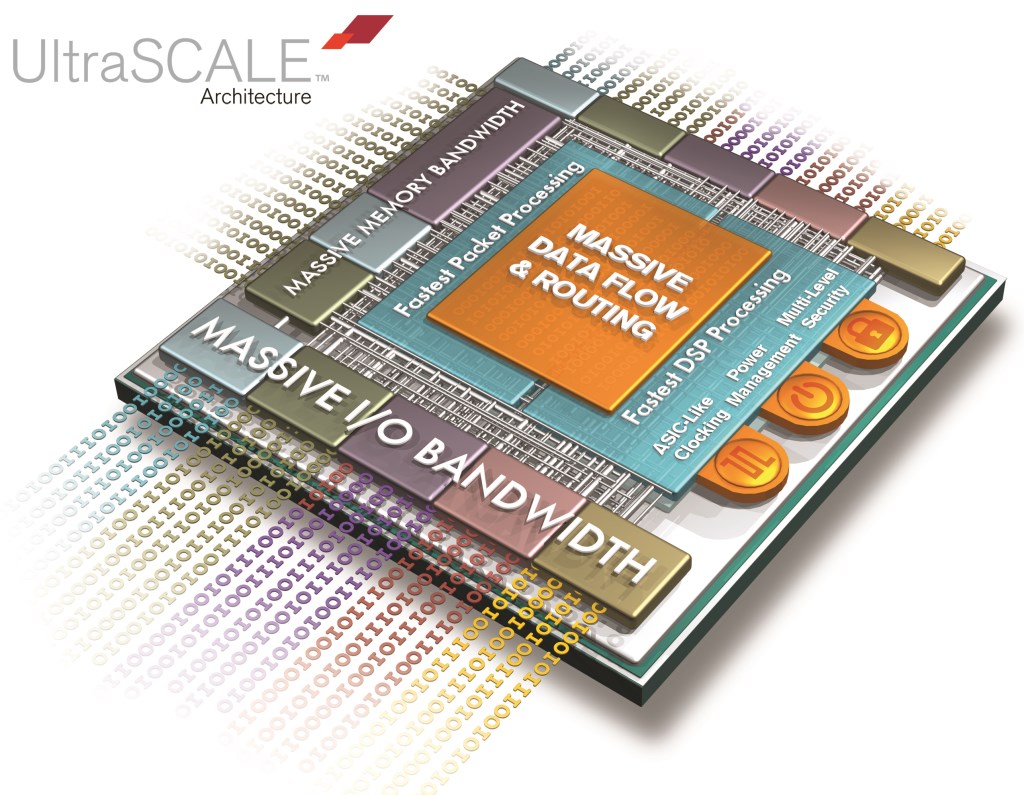 UltraSCALE™
Architecture
MASSIVE MEMORY BANDWIDTH
Fastest Packet Processing
MASSIVE
DATA FLOW
& ROUTING
Fastest DSP Processing
Multi-Level
Security
Power
Management
ASIC-Like
Clocking
MASSIVE I/O BANDWIDTH